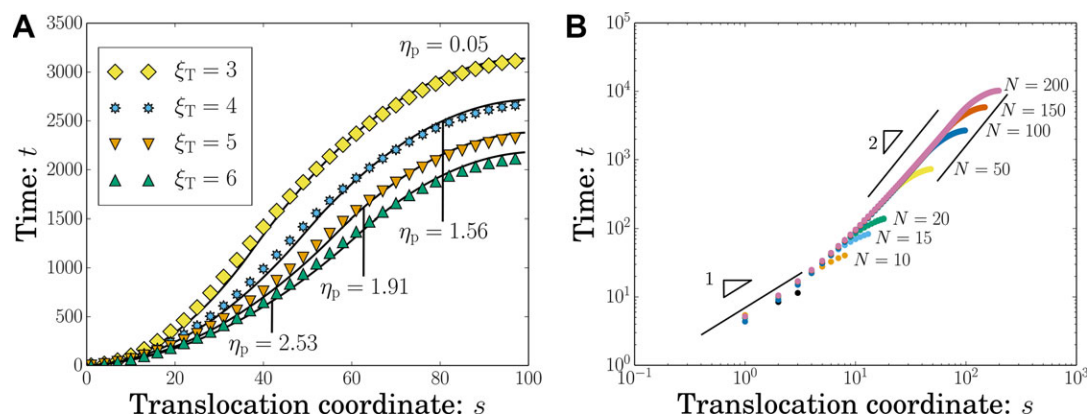 A
Time: t
3500
3000
2500
2000
1500
1000
500
0
0 20 40 60 80 100
Translocation coordinate: s
ξT = 3
ξT = 4
ξT = 5
ξT = 6
ηp = 0.05
ηp = 1.56
ηp = 1.91
ηp = 2.53
B
Time: t
10^5
10^4
10^3
10^2
10^1
10^0
10^-1 10^0 10^1 10^2 10^3
Translocation coordinate: s
N = 200
N = 150
N = 100
N = 50
N = 20
N = 15
N = 10
2
1